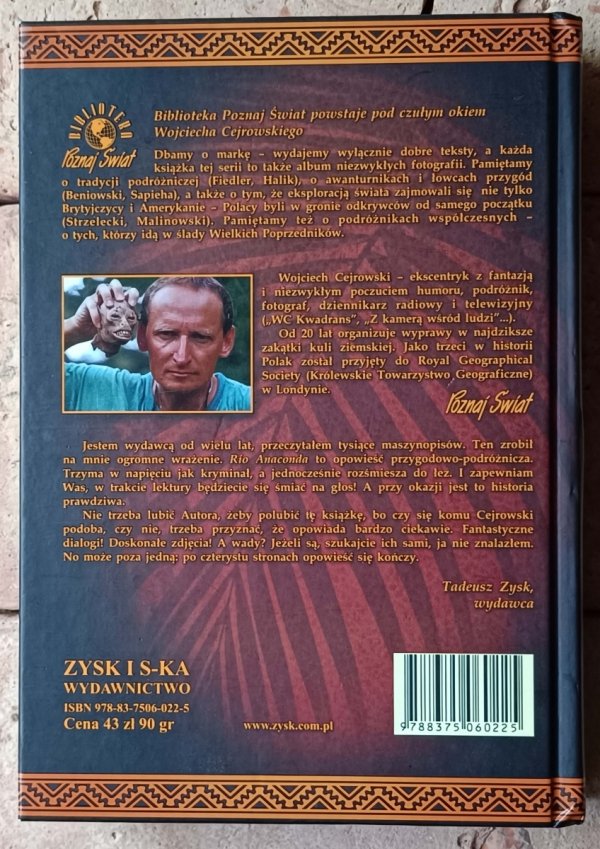 BIBLIOTEKA
Poznaj Świat
Biblioteka Poznaj Świat powstaje pod czułym okiem
Wojciecha Cejrowskiego
Dbamy o markę – wydajemy wyłącznie dobre teksty, a każda
książka tej serii to także album niezwykłych fotografii. Pamiętamy
o tradycji podróżniczej (Fiedler, Halik), o awanturnikach i łowcach przygód
(Beniowski, Sapieha), a także o tym, że eksploracją świata zajmowali się nie tylko
Brytyjczycy i Amerykanie – Polacy byli w gronie odkrywców od samego początku
(Strzelecki, Malinowski). Pamiętamy też o podróżnikach współczesnych –
o tych, którzy idą w ślady Wielkich Poprzedników.
Wojciech Cejrowski – ekscentryk z fantazją
i niezwykłym poczuciem humoru, podróżnik,
fotograf, dziennikarz radiowy i telewizyjny
(„WC Kwadrans”, „Z kamerą wśród ludzi”...).
Od 20 lat organizuje wyprawy w najdziksze
zakątki kuli ziemskiej. Jako trzeci w historii
Polak został przyjęty do Royal Geographical
Society (Królewskie Towarzystwo Geograficzne)
w Londynie.
Poznaj Świat
Jestem wydawcą od wielu lat, przeczytałem tysiące maszynopisów. Ten zrobił
na mnie ogromne wrażenie. Rio Anaconda to opowieść przygodowo-podróżnicza.
Trzyma w napięciu jak kryminał, a jednocześnie rozśmiesza do łez. I zapewniam
Was, w trakcie lektury będziecie się śmiać na głos! A przy okazji jest to historia
prawdziwa.
Nie trzeba lubić Autora, żeby polubić tę książkę, bo czy się komu Cejrowski
podoba, czy nie, trzeba przyznać, że opowiada bardzo ciekawie. Fantastyczne
dialogi! Doskonałe zdjęcia! A wady? Jeżeli są, szukajcie ich sami, ja nie znalazłem.
No może poza jedną: po czterystu stronach opowieść się kończy.
Tadeusz Zysk,
wydawca
ZYSK I S-KA
WYDAWNICTWO
ISBN 978-83-7506-022-5
Cena 43 zł 90 gr
www.zysk.com.pl
9788375060225